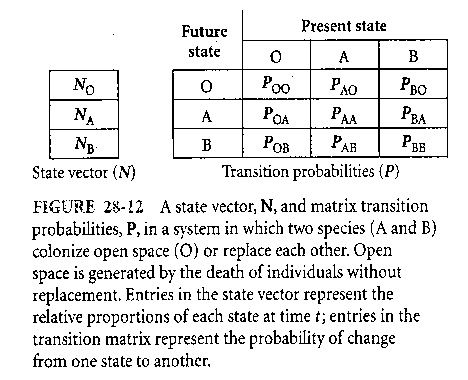 Future Present state
state O A B
N_O O P_OO P_AO P_BO
N_A A P_OA P_AA P_BA
N_B B P_OB P_AB P_BB
State vector (N) Transition probabilities (P)
FIGURE 28-12 A state vector, N, and matrix transition
probabilities, P, in a system in which two species (A and B)
colonize open space (O) or replace each other. Open
space is generated by the death of individuals without
replacement. Entries in the state vector represent the
relative proportions of each state at time t; entries in the
transition matrix represent the probability of change
from one state to another.